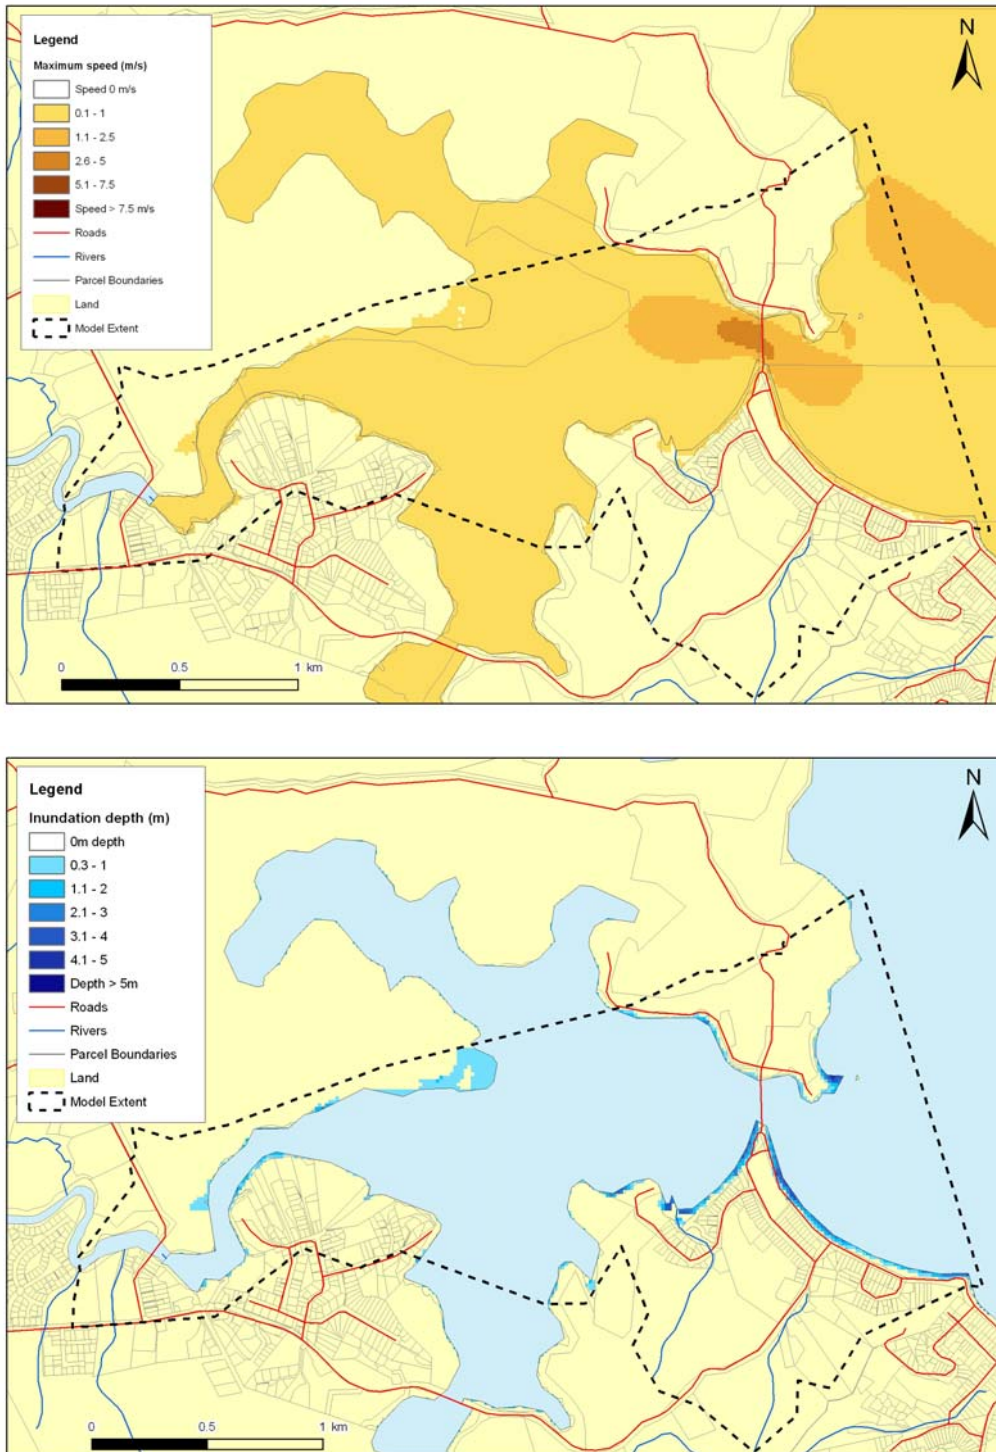 N
Legend
Maximum speed (m/s)
Speed 0 m/s
0.1 - 1
1.1 - 2.5
2.6 - 5
5.1 - 7.5
Speed > 7.5 m/s
Roads
Rivers
Parcel Boundaries
Land
Model Extent
0 0.5 1 km
N
Legend
Inundation depth (m)
0m depth
0.3 - 1
1.1 - 2
2.1 - 3
3.1 - 4
4.1 - 5
Depth > 5m
Roads
Rivers
Parcel Boundaries
Land
Model Extent
0 0.5 1 km